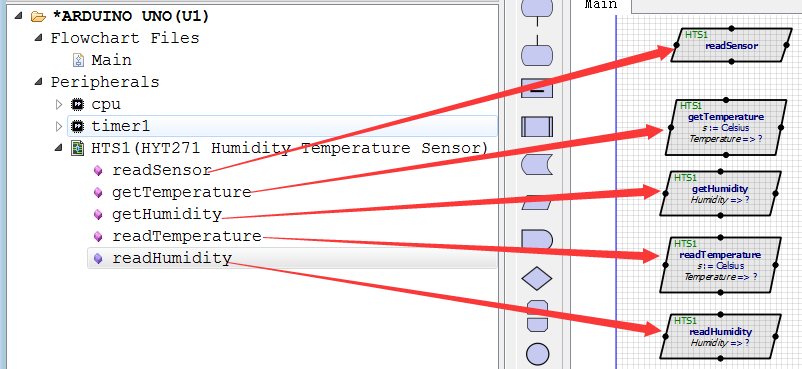 *ARDUINO UNO(U1)
Flowchart Files
Main
Peripherals
cpu
timer1
HTS1(HYT271 Humidity Temperature Sensor)
readSensor
getTemperature
getHumidity
readTemperature
readHumidity
Main
HTS1
readSensor
HTS1
getTemperature
s := Celsius
Temperature => ?
HTS1
getHumidity
Humidity => ?
HTS1
readTemperature
s := Celsius
Temperature => ?
HTS1
readHumidity
Humidity => ?